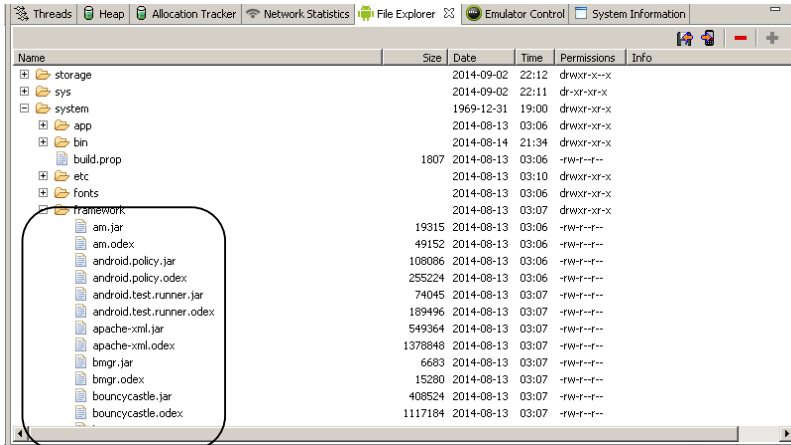 Threads Heap Allocation Tracker Network Statistics File Explorer Emulator Control System Information
Name Size Date Time Permissions Info
storage 2014-09-02 22:12 drwxr-x--x
sys 2014-09-02 22:11 dr-xr-xr-x
system 1969-12-31 19:00 drwxr-xr-x
app 2014-08-13 03:06 drwxr-xr-x
bin 2014-08-14 21:34 drwxr-xr-x
build.prop 1807 2014-08-13 03:06 -rw-r--r--
etc 2014-08-13 03:10 drwxr-xr-x
fonts 2014-08-13 03:06 drwxr-xr-x
framework 2014-08-13 03:07 drwxr-xr-x
am.jar 19315 2014-08-13 03:06 -rw-r--r--
am.odex 49152 2014-08-13 03:06 -rw-r--r--
android.policy.jar 108086 2014-08-13 03:06 -rw-r--r--
android.policy.odex 255224 2014-08-13 03:06 -rw-r--r--
android.test.runner.jar 74045 2014-08-13 03:07 -rw-r--r--
android.test.runner.odex 189496 2014-08-13 03:07 -rw-r--r--
apache-xml.jar 549364 2014-08-13 03:07 -rw-r--r--
apache-xml.odex 1378848 2014-08-13 03:07 -rw-r--r--
bmgr.jar 6683 2014-08-13 03:07 -rw-r--r--
bmgr.odex 15280 2014-08-13 03:07 -rw-r--r--
bouncycastle.jar 408524 2014-08-13 03:07 -rw-r--r--
bouncycastle.odex 1117184 2014-08-13 03:07 -rw-r--r--